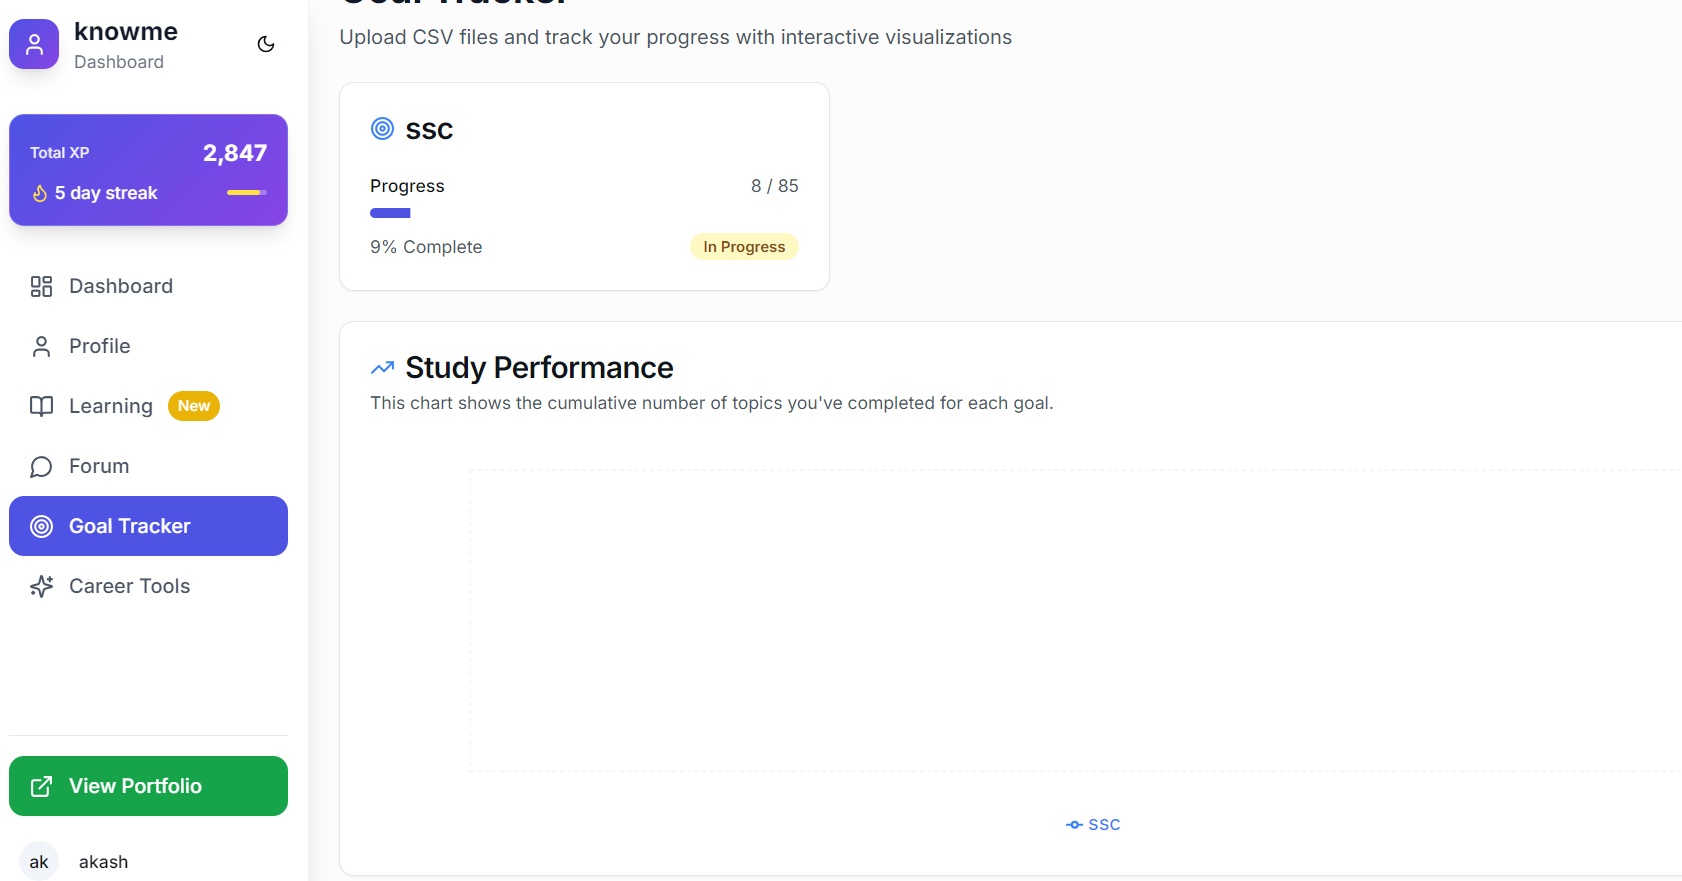 knowme
Dashboard
Total XP
2,847
5 day streak
Dashboard
Profile
Learning New
Forum
Goal Tracker
Career Tools
View Portfolio
ak akash
Goal Tracker
Upload CSV files and track your progress with interactive visualizations
SSC
Progress 8 / 85
9% Complete In Progress
Study Performance
This chart shows the cumulative number of topics you've completed for each goal.
SSC